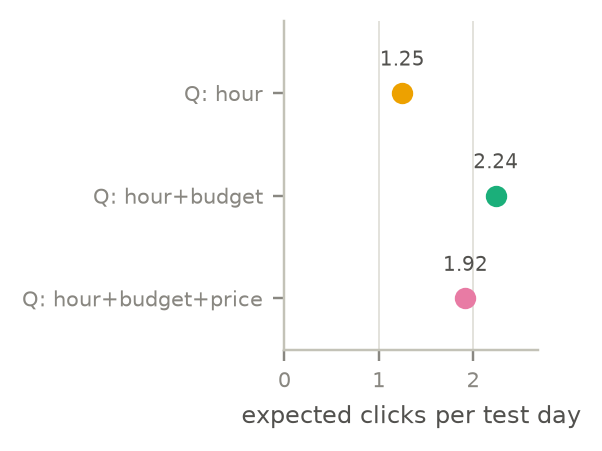 1.25
Q: hour
2.24
Q: hour+budget
1.92
Q: hour+budget+price
0 1 2
expected clicks per test day